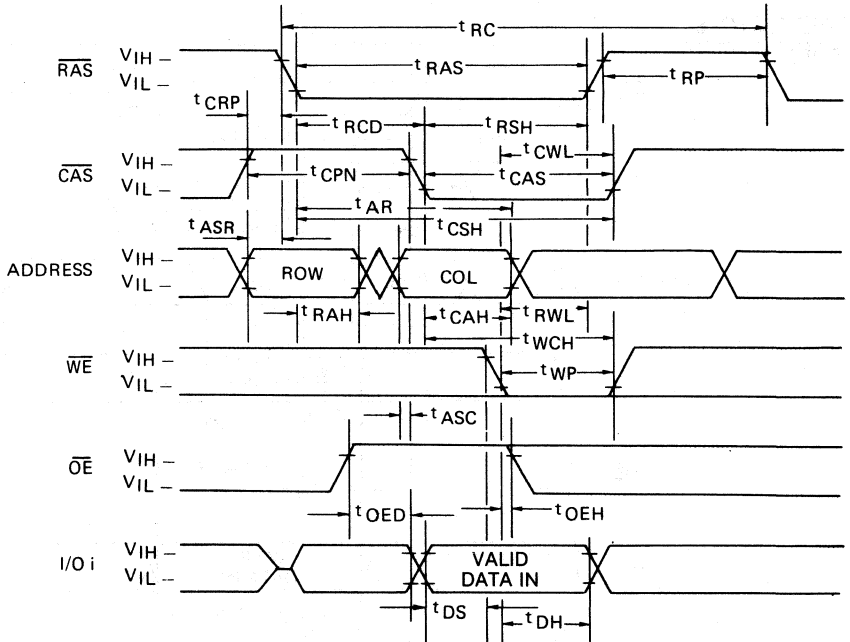 tRC
RAS VIH
VIL
tRAS
tRP
tCRP
tRCD
tRSH
tCWL
CAS VIH
VIL
tCPN
tCAS
tAR
tCSH
tASR
ADDRESS VIH
VIL
ROW
COL
tRAH
tCAH
tRWL
tWCH
WE VIH
VIL
tWP
tASC
OE VIH
VIL
tOED
tOEH
I/O i VIH
VIL
VALID
DATA IN
tDS
tDH